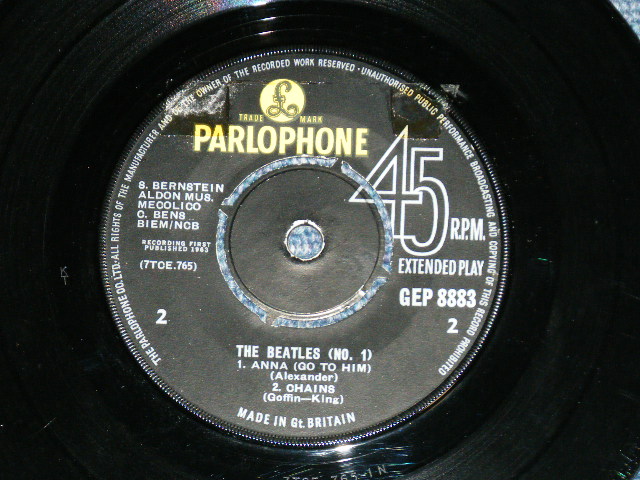 THE PARLOPHONE CO.LTD. ALL RIGHTS OF THE MANUFACTURER AND OF THE OWNER OF THE RECORDED WORK RESERVED · UNAUTHORISED PUBLIC PERFORMANCE BROADCASTING AND COPYING OF THIS RECORD PROHIBITED
£
TRADE MARK
PARLOPHONE
45
R.P.M.
EXTENDED PLAY
GEP 8883
S. BERNSTEIN
ALDON MUS.
MECOLICO
C. BENS
BIEM/NCB
RECORDING FIRST
PUBLISHED 1963
(7TOE.765)
2
2
THE BEATLES (NO. 1)
1. ANNA (GO TO HIM)
(Alexander)
2. CHAINS
(Goffin—King)
MADE IN Gt. BRITAIN
7TOE 765-1N